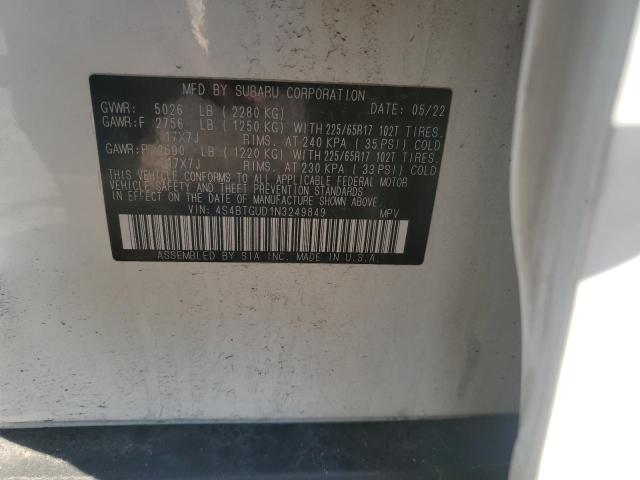 MFD BY SUBARU CORPORATION
GVWR: 5026 LB (2280 KG) DATE: 05/22
GAWR:F 2756 LB (1250 KG) WITH 225/65R17 102T TIRES.
17X7J RIMS. AT 240 KPA (35 PSI) COLD
GAWR:R 2690 LB (1220 KG) WITH 225/65R17 102T TIRES.
17X7J RIMS. AT 230 KPA (33 PSI) COLD
THIS VEHICLE CONFORMS TO ALL APPLICABLE FEDERAL MOTOR
VEHICLE SAFETY AND THEFT PREVENTION STANDARDS IN EFFECT
ON THE DATE OF MANUFACTURE SHOWN ABOVE.
VIN: 4S4BTGUD1N3249849 MPV
ASSEMBLED BY SIA INC. MADE IN U.S.A.